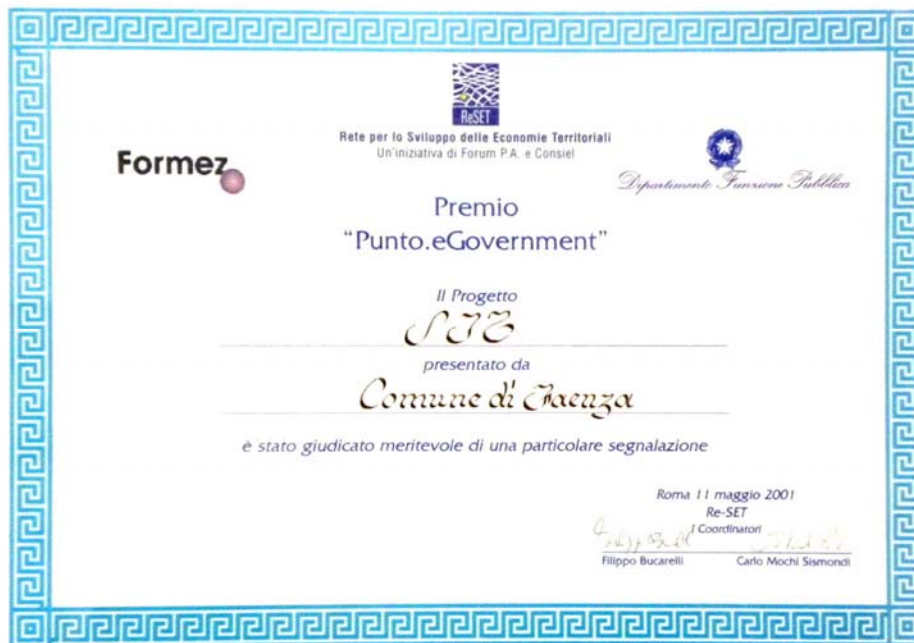 ReSET
Rete per lo Sviluppo delle Economie Territoriali
Un'iniziativa di Forum P.A. e Consiel
Formez
Dipartimento Funzione Pubblica
Premio
"Punto.eGovernment"
Il Progetto
SIT
presentato da
Comune di Faenza
è stato giudicato meritevole di una particolare segnalazione
Roma 11 maggio 2001
Re-SET
I Coordinatori
Filippo Bucarelli Carlo Mochi Sismondi